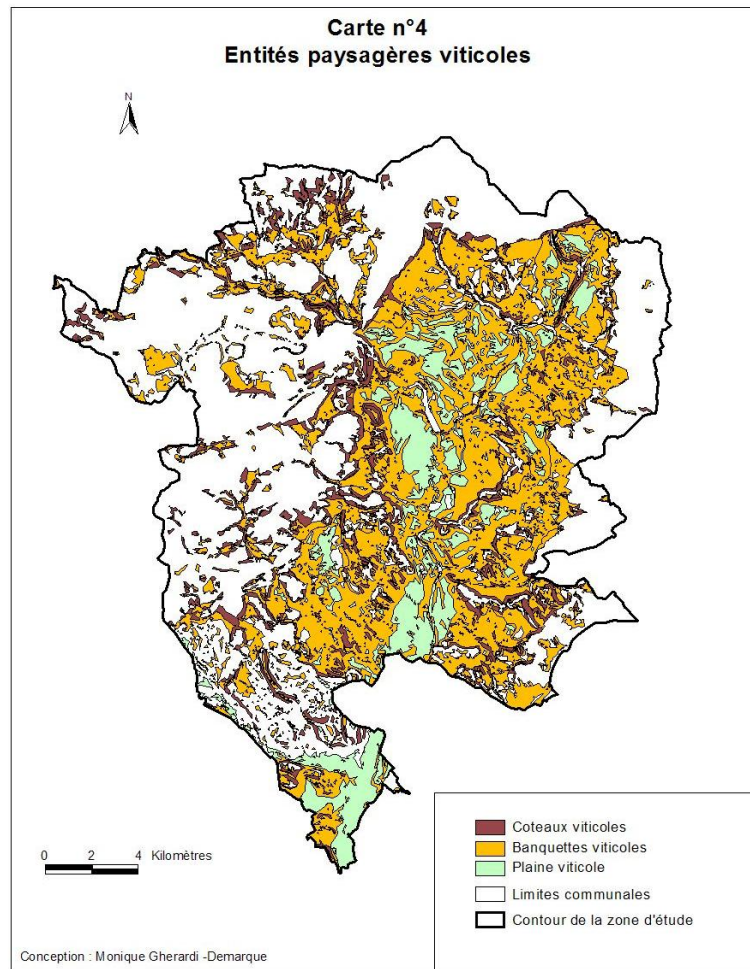 Carte n°4
Entités paysagères viticoles
N
0 2 4 Kilomètres
Coteaux viticoles
Banquettes viticoles
Plaine viticole
Limites communales
Contour de la zone d'étude
Conception : Monique Gherardi -Demarque